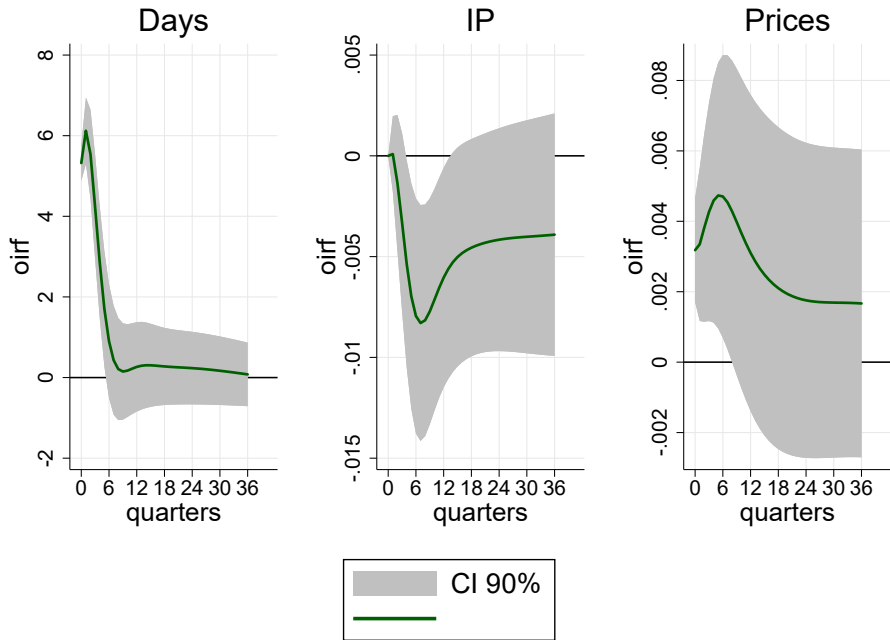 Days
IP
Prices
oirf
8
6
4
2
0
-2
0 6 12 18 24 30 36
quarters
oirf
.005
0
-.005
-.01
-.015
0 6 12 18 24 30 36
quarters
oirf
.008
.006
.004
.002
0
-.002
0 6 12 18 24 30 36
quarters
CI 90%